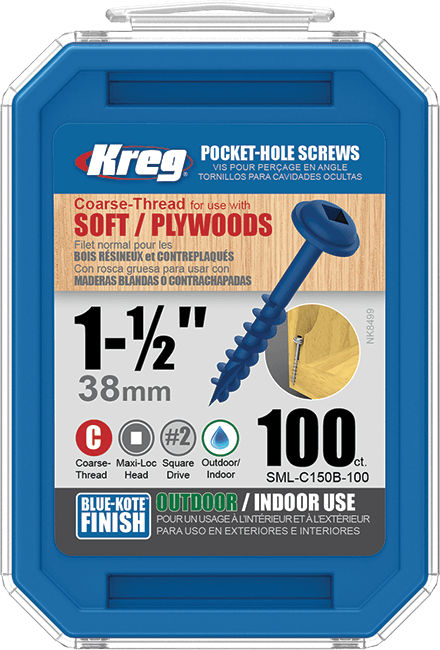 Kreg®
POCKET-HOLE SCREWS
VIS POUR PERÇAGE EN ANGLE
TORNILLOS PARA CAVIDADES OCULTAS
Coarse-Thread for use with
SOFT / PLYWOODS
Filet normal pour les
BOIS RÉSINEUX et CONTREPLAQUÉS
Con rosca gruesa para usar con
MADERAS BLANDAS O CONTRACHAPADAS
1-½"
38mm
NK8499
C
Coarse-
Thread
Maxi-Loc
Head
#2
Square
Drive
Outdoor/
Indoor
100 ct.
SML-C150B-100
BLUE-KOTE™
FINISH
OUTDOOR / INDOOR USE
POUR UN USAGE À L'INTÉRIEUR ET À L'EXTÉRIEUR
PARA USO EN EXTERIORES E INTERIORES